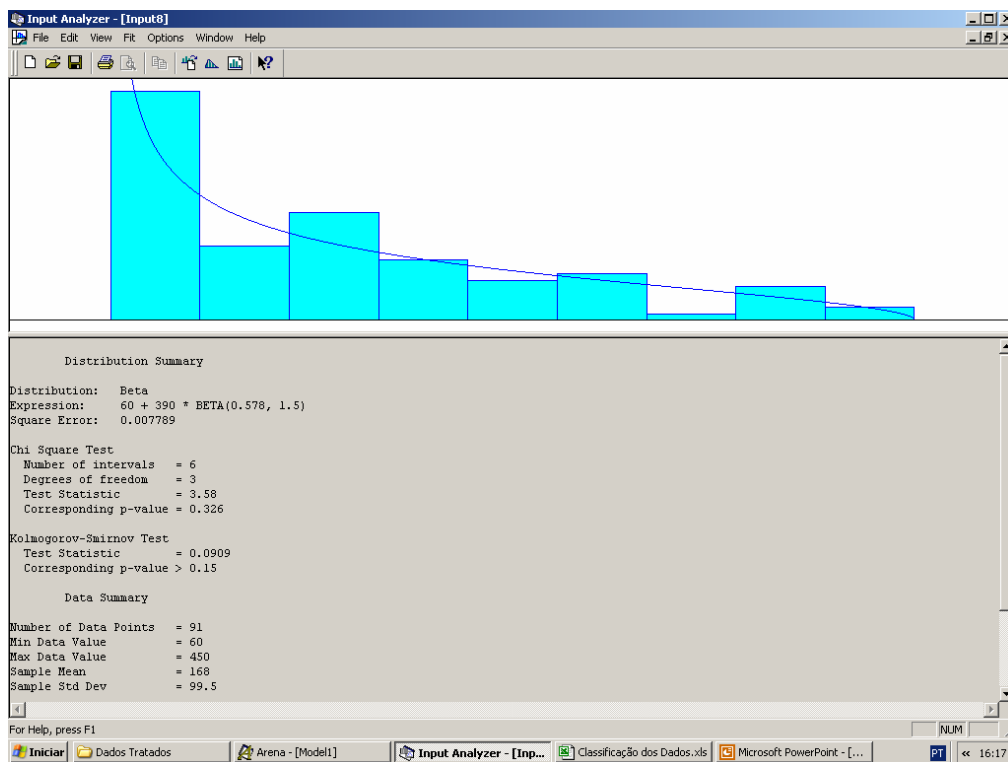 Input Analyzer - [Input8]
File Edit View Fit Options Window Help
Distribution Summary
Distribution: Beta
Expression: 60 + 390 * BETA(0.578, 1.5)
Square Error: 0.007789
Chi Square Test
Number of intervals = 6
Degrees of freedom = 3
Test Statistic = 3.58
Corresponding p-value = 0.326
Kolmogorov-Smirnov Test
Test Statistic = 0.0909
Corresponding p-value > 0.15
Data Summary
Number of Data Points = 91
Min Data Value = 60
Max Data Value = 450
Sample Mean = 168
Sample Std Dev = 99.5
For Help, press F1
NUM
Iniciar Dados Tratados Arena - [Model1] Input Analyzer - [Inp... Classificação dos Dados.xls Microsoft PowerPoint - [... PT « 16:17